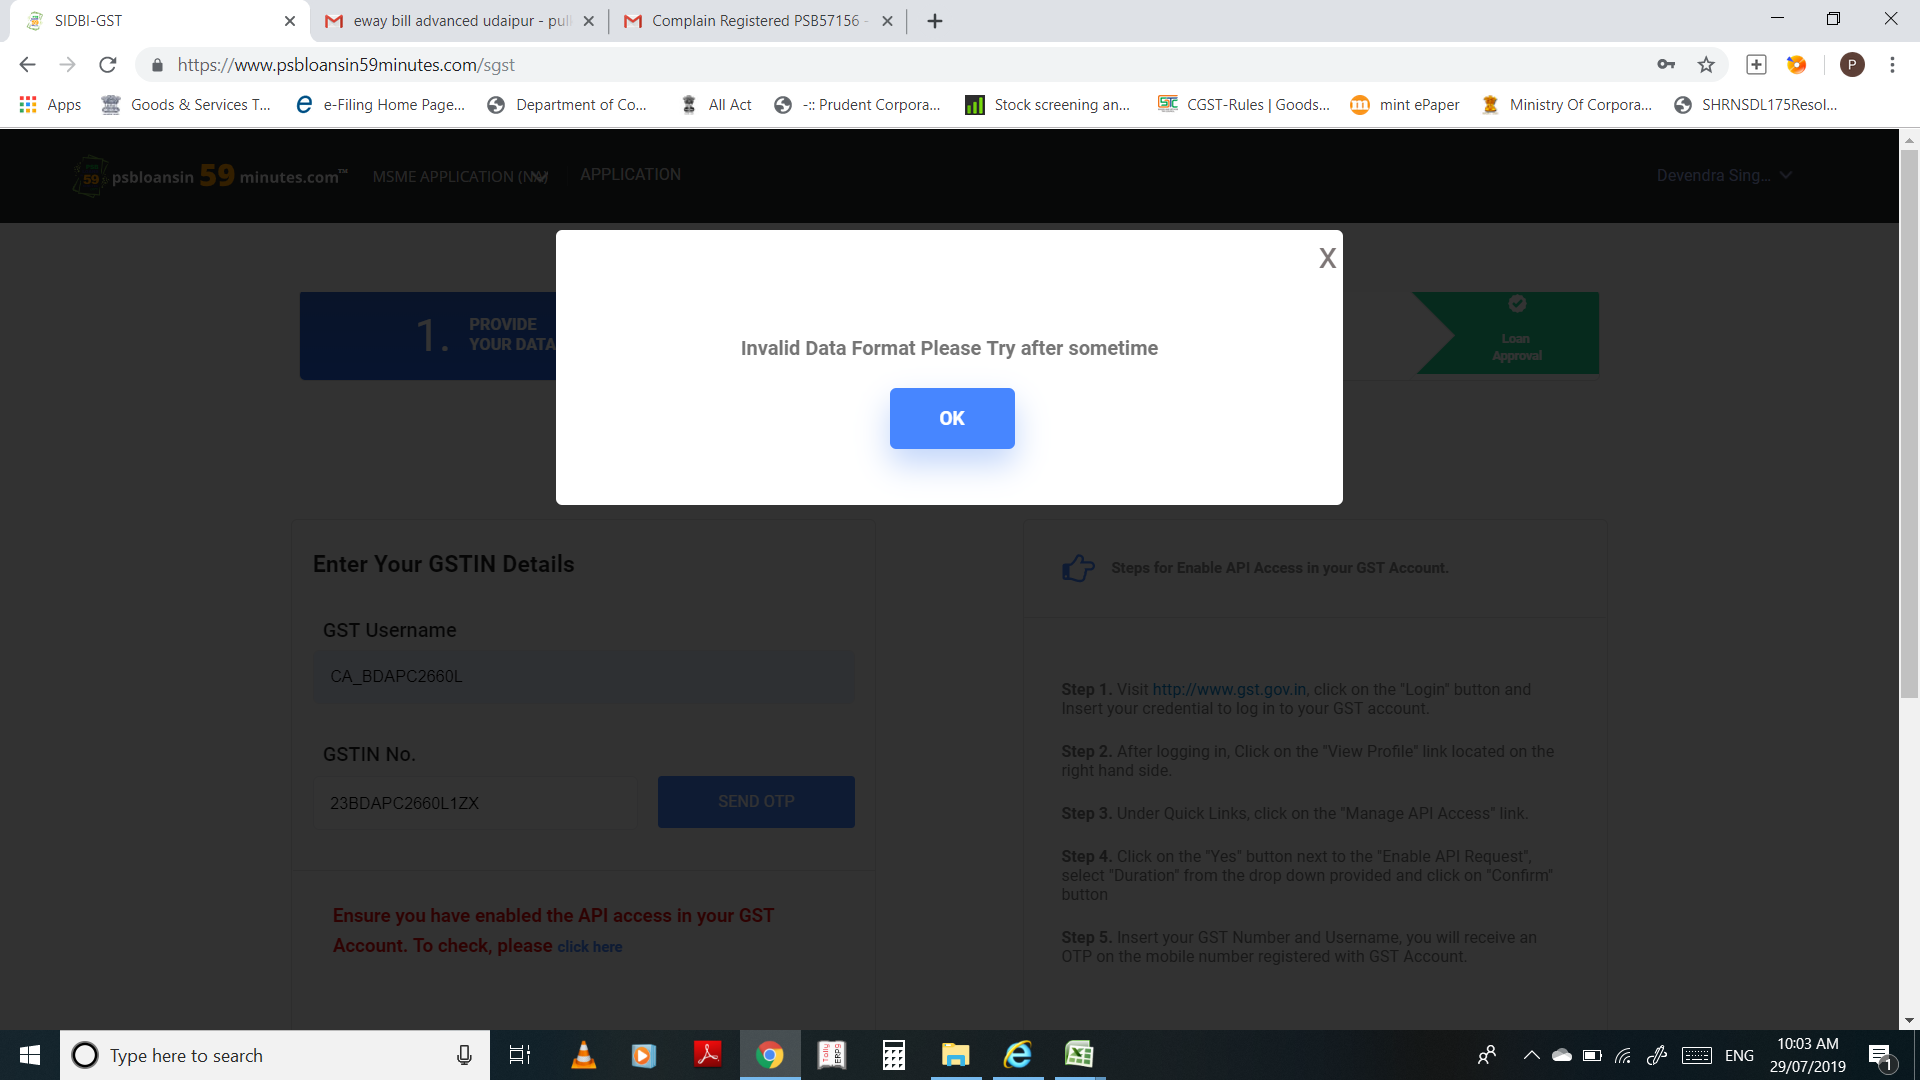 SIDBI-GST
eway bill advanced udaipur - pul
Complain Registered PSB57156 -
https://www.psbloansin59minutes.com/sgst
P
Apps
Goods & Services T...
e-Filing Home Page...
Department of Co...
All Act
-:: Prudent Corpora...
Stock screening an...
CGST-Rules | Goods...
mint ePaper
Ministry Of Corpora...
SHRNSDL175Resol...
psbloansin 59 minutes.com™
MSME APPLICATION (NA)
APPLICATION
Devendra Sing...
X
1. PROVIDE
YOUR DATA
Invalid Data Format Please Try after sometime
OK
Loan
Approval
Enter Your GSTIN Details
GST Username
CA_BDAPC2660L
GSTIN No.
23BDAPC2660L1ZX
SEND OTP
Ensure you have enabled the API access in your GST
Account. To check, please click here
Steps for Enable API Access in your GST Account.
Step 1. Visit http://www.gst.gov.in, click on the "Login" button and
Insert your credential to log in to your GST account.
Step 2. After logging in, Click on the "View Profile" link located on the
right hand side.
Step 3. Under Quick Links, click on the "Manage API Access" link.
Step 4. Click on the "Yes" button next to the "Enable API Request",
select "Duration" from the drop down provided and click on "Confirm"
button
Step 5. Insert your GST Number and Username, you will receive an
OTP on the mobile number registered with GST Account.
Type here to search
ENG
10:03 AM
29/07/2019
1